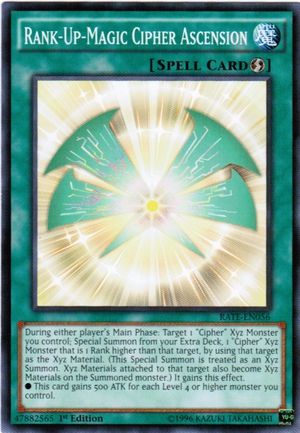 RANK-UP-MAGIC CIPHER ASCENSION
[SPELL CARD]
RATE-EN056
During either player's Main Phase: Target 1 "Cipher" Xyz Monster
you control; Special Summon from your Extra Deck, 1 "Cipher" Xyz
Monster that is 1 Rank higher than that target, by using that target
as the Xyz Material. (This Special Summon is treated as an Xyz
Summon. Xyz Materials attached to that target also become Xyz
Materials on the Summoned monster.) It gains this effect.
● This card gains 500 ATK for each Level 4 or higher monster you
control.
47882565
1st Edition
©1996 KAZUKI TAKAHASHI